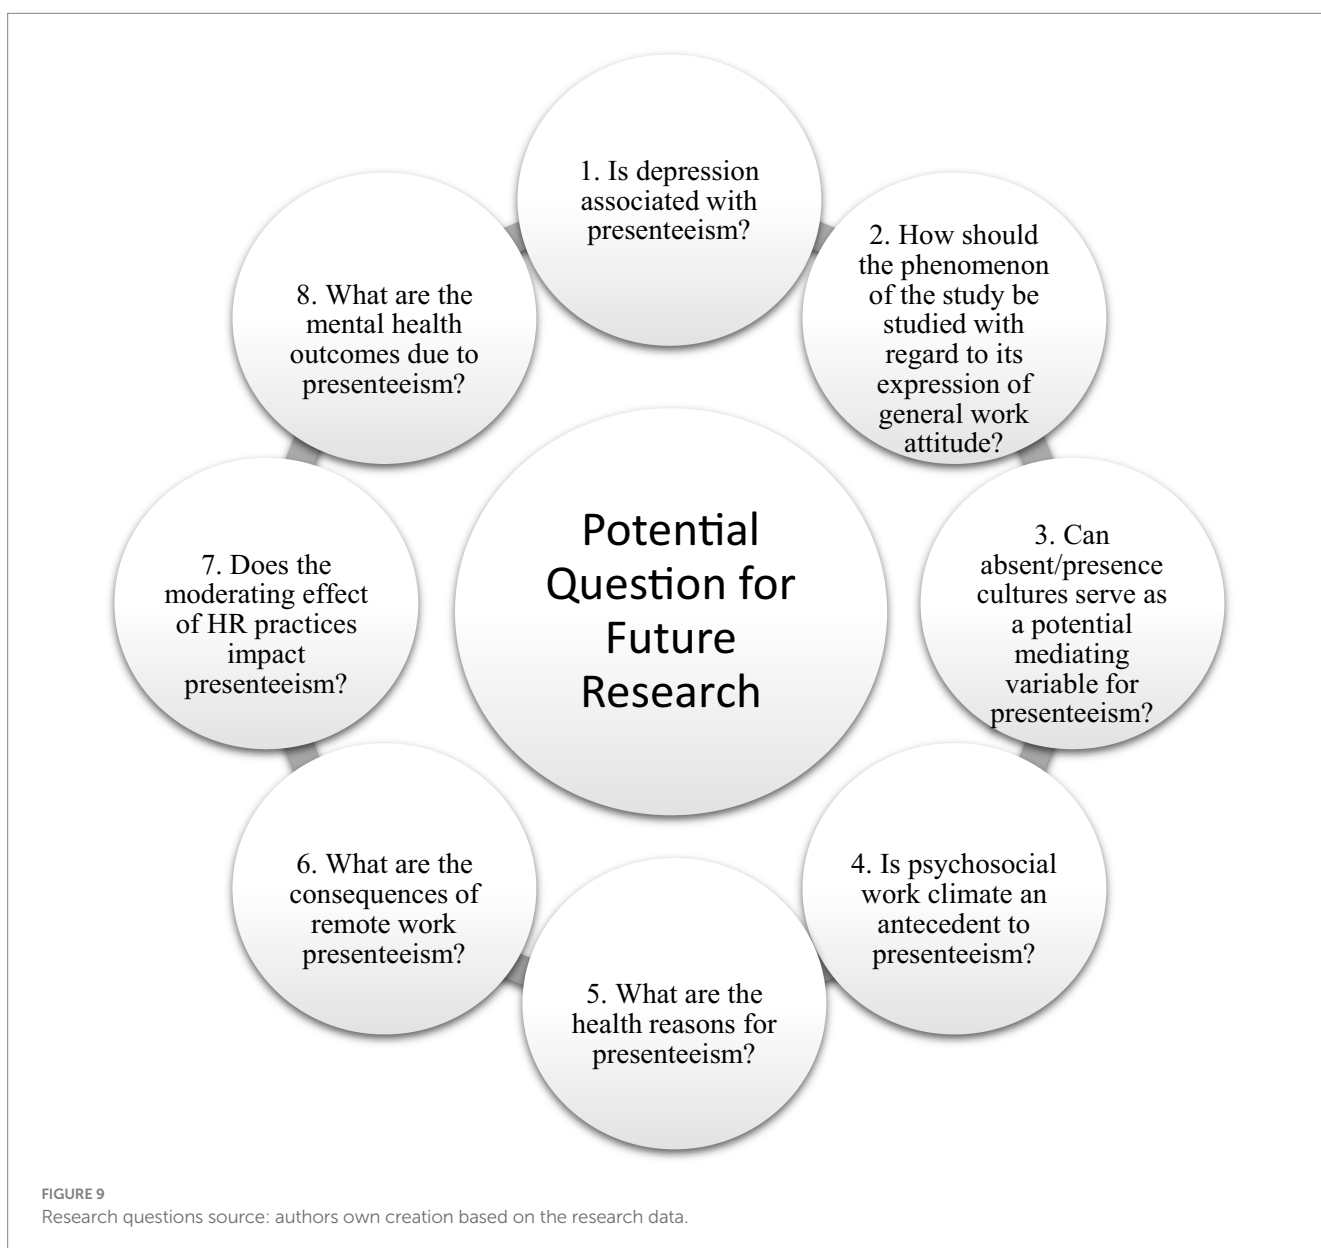 1. Is depression
associated with
presenteeism?
2. How should
the phenomenon
of the study be
studied with
regard to its
expression of
general work
attitude?
3. Can
absent/presence
cultures serve as
a potential
mediating
variable for
presenteeism?
4. Is psychosocial
work climate an
antecedent to
presenteeism?
5. What are the
health reasons for
presenteeism?
6. What are the
consequences of
remote work
presenteeism?
7. Does the
moderating effect
of HR practices
impact
presenteeism?
8. What are the
mental health
outcomes due to
presenteeism?
Potential
Question for
Future
Research
FIGURE 9
Research questions source: authors own creation based on the research data.